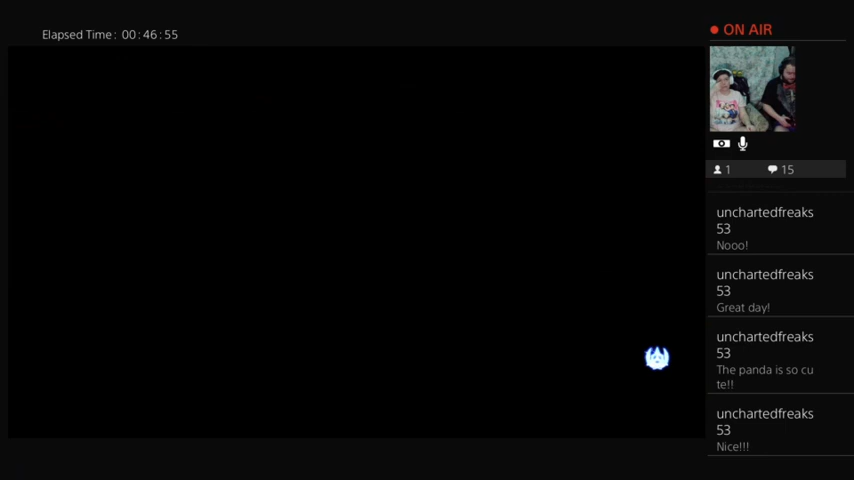 Elapsed Time: 00:46:55
ON AIR
1
15
unchartedfreaks
53
Nooo!
unchartedfreaks
53
Great day!
unchartedfreaks
53
The panda is so cu
te!!
unchartedfreaks
53
Nice!!!